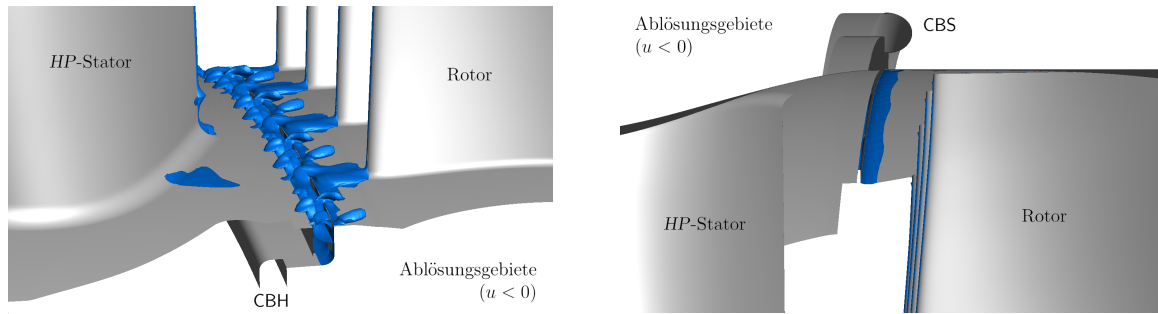 HP-Stator
Rotor
Ablösungsgebiete
(u < 0)
CBH
Ablösungsgebiete
(u < 0)
CBS
HP-Stator
Rotor